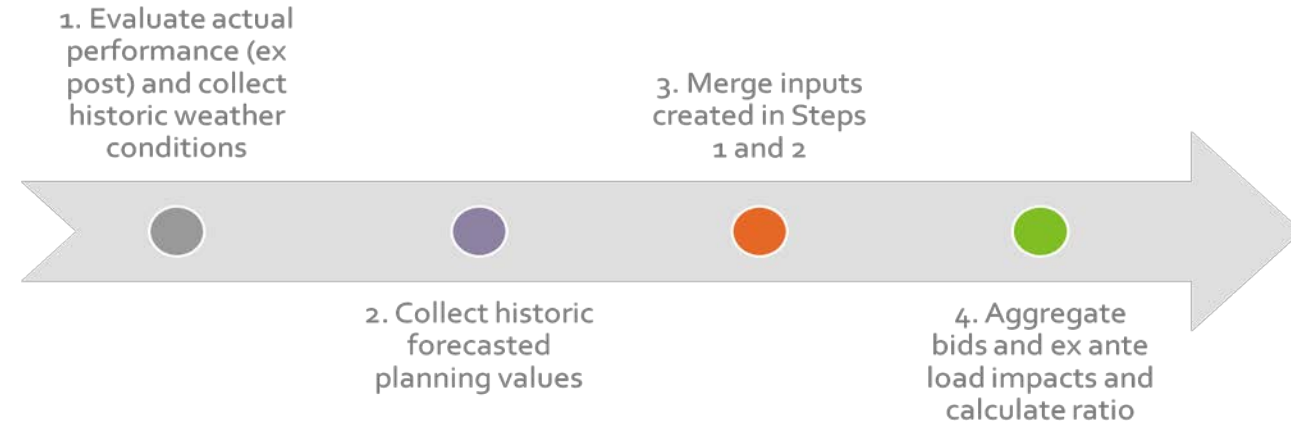 1. Evaluate actual
performance (ex
post) and collect
historic weather
conditions
2. Collect historic
forecasted
planning values
3. Merge inputs
created in Steps
1 and 2
4. Aggregate
bids and ex ante
load impacts and
calculate ratio